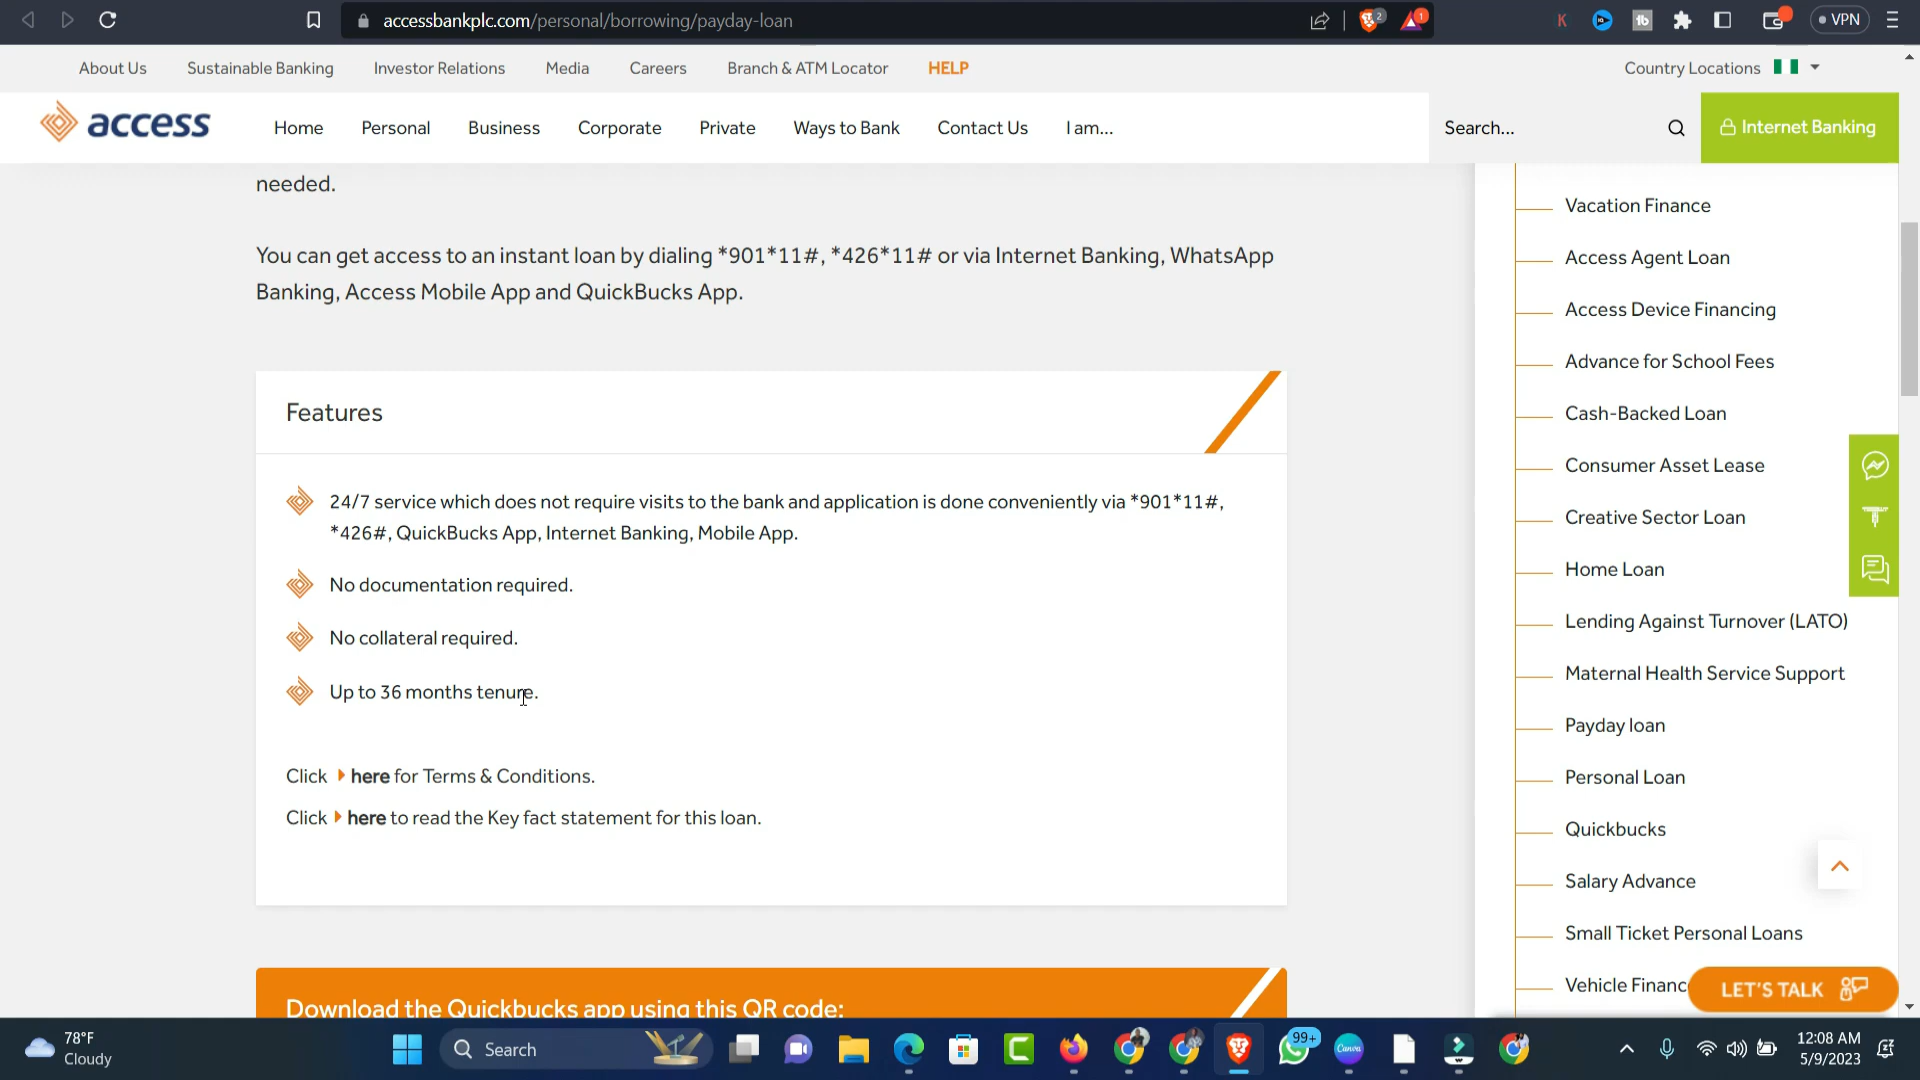 accessbankplc.com/personal/borrowing/payday-loan
2
1
K
tb
VPN
About Us
Sustainable Banking
Investor Relations
Media
Careers
Branch & ATM Locator
HELP
Country Locations
access
Home
Personal
Business
Corporate
Private
Ways to Bank
Contact Us
I am...
Search...
Internet Banking
needed.
You can get access to an instant loan by dialing *901*11#, *426*11# or via Internet Banking, WhatsApp
Banking, Access Mobile App and QuickBucks App.
Features
24/7 service which does not require visits to the bank and application is done conveniently via *901*11#,
*426#, QuickBucks App, Internet Banking, Mobile App.
No documentation required.
No collateral required.
Up to 36 months tenure.
Click here for Terms & Conditions.
Click here to read the Key fact statement for this loan.
Download the Quickbucks app using this QR code:
Vacation Finance
Access Agent Loan
Access Device Financing
Advance for School Fees
Cash-Backed Loan
Consumer Asset Lease
Creative Sector Loan
Home Loan
Lending Against Turnover (LATO)
Maternal Health Service Support
Payday loan
Personal Loan
Quickbucks
Salary Advance
Small Ticket Personal Loans
Vehicle Financ
LET'S TALK
78°F
Cloudy
Search
99+
Canva
12:08 AM
5/9/2023